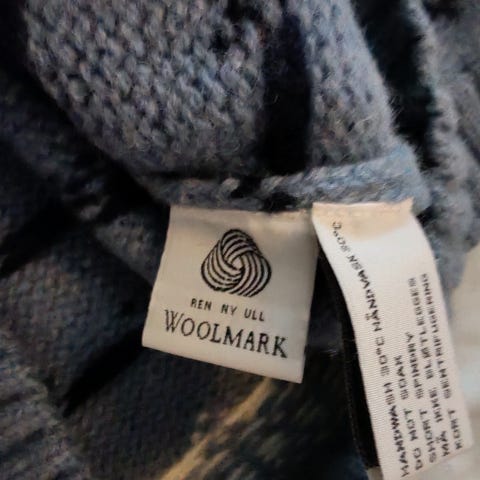 REN NY ULL
WOOLMARK
HANDWASH 30°C HÅNDVASK 30°C
DO NOT SOAK
SHORT SPINDRY
MÅ IKKE BLØTLEGGES
KORT SENTRIFUGERING